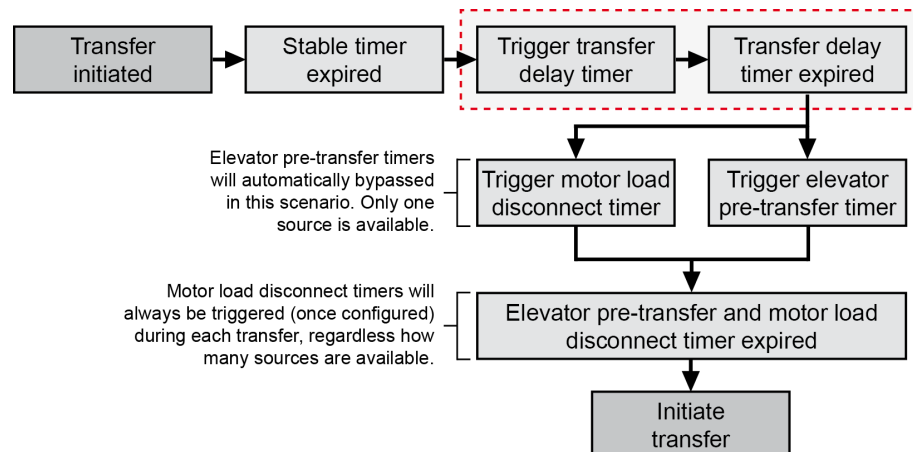 Transfer
initiated
Stable timer
expired
Trigger transfer
delay timer
Transfer delay
timer expired
Elevator pre-transfer timers
will automatically bypassed
in this scenario. Only one
source is available.
Trigger motor load
disconnect timer
Trigger elevator
pre-transfer timer
Motor load disconnect timers will
always be triggered (once configured)
during each transfer, regardless how
many sources are available.
Elevator pre-transfer and motor load
disconnect timer expired
Initiate
transfer